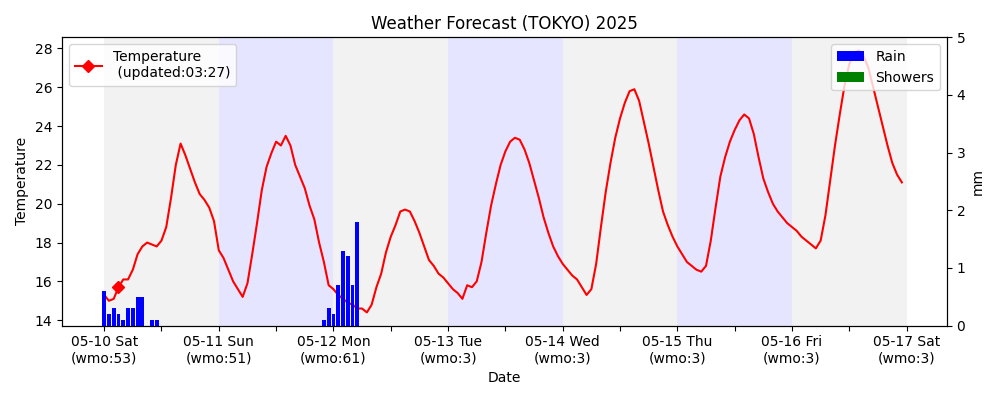 Weather Forecast (TOKYO) 2025
Temperature
(updated:03:27)
Rain
Showers
Temperature
28
26
24
22
20
18
16
14
5
4
3
2
1
0
mm
05-10 Sat
(wmo:53)
05-11 Sun
(wmo:51)
05-12 Mon
(wmo:61)
05-13 Tue
(wmo:3)
05-14 Wed
(wmo:3)
05-15 Thu
(wmo:3)
05-16 Fri
(wmo:3)
05-17 Sat
(wmo:3)
Date